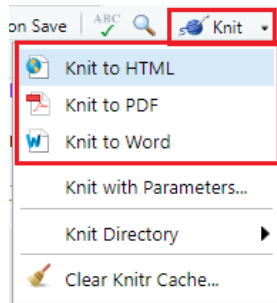 on Save ABC Knit
Knit to HTML
Knit to PDF
Knit to Word
Knit with Parameters...
Knit Directory
Clear Knitr Cache...